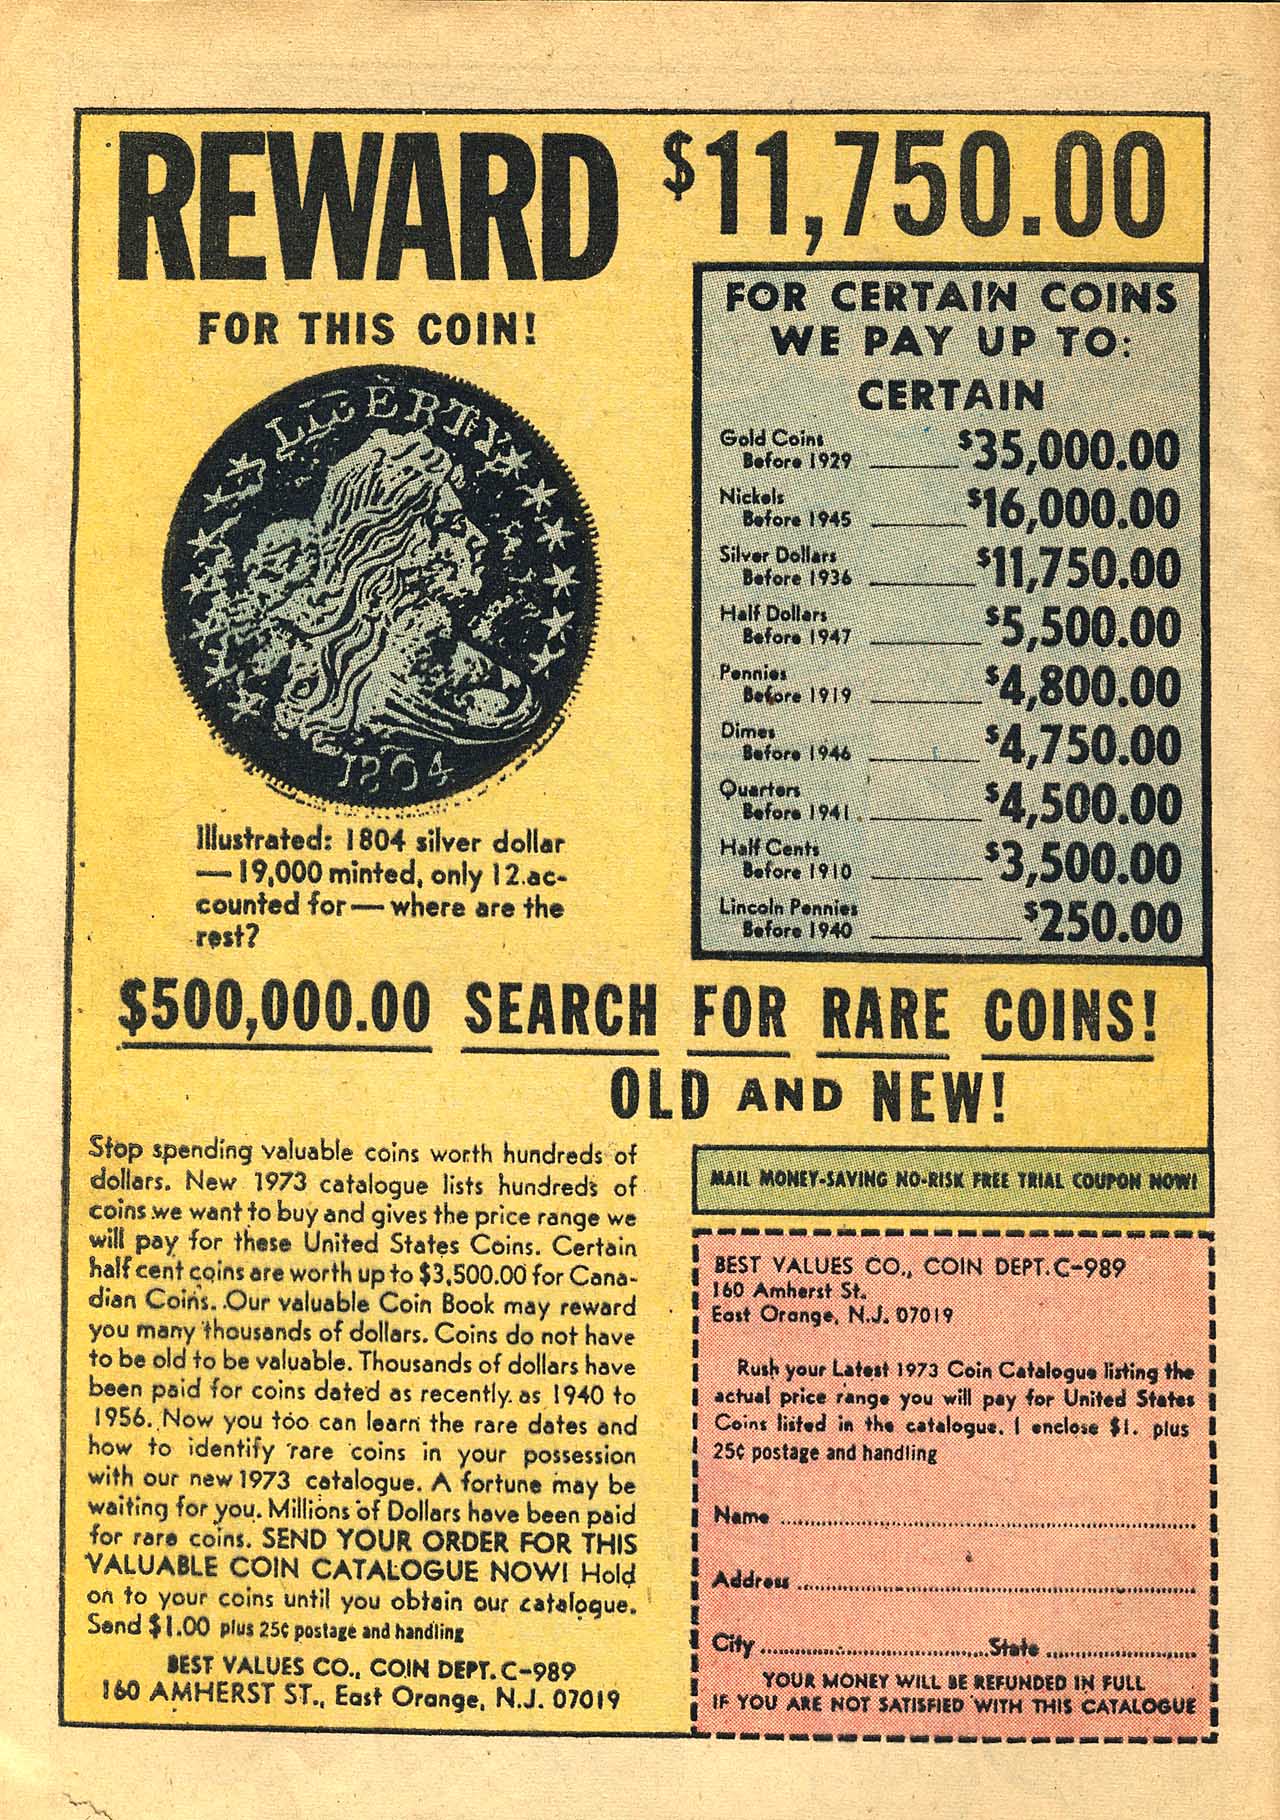 REWARD $11,750.00
FOR THIS COIN!
LIBERTY
1804
Illustrated: 1804 silver dollar
— 19,000 minted, only 12 ac-
counted for — where are the
rest?
FOR CERTAIN COINS
WE PAY UP TO:
CERTAIN
Gold Coins
Before 1929 $35,000.00
Nickels
Before 1945 $16,000.00
Silver Dollars
Before 1936 $11,750.00
Half Dollars
Before 1947 $5,500.00
Pennies
Before 1919 $4,800.00
Dimes
Before 1946 $4,750.00
Quarters
Before 1941 $4,500.00
Half Cents
Before 1910 $3,500.00
Lincoln Pennies
Before 1940 $250.00
$500,000.00 SEARCH FOR RARE COINS!
OLD AND NEW!
Stop spending valuable coins worth hundreds of
dollars. New 1973 catalogue lists hundreds of
coins we want to buy and gives the price range we
will pay for these United States Coins. Certain
half cent coins are worth up to $3,500.00 for Cana-
dian Coins. Our valuable Coin Book may reward
you many thousands of dollars. Coins do not have
to be old to be valuable. Thousands of dollars have
been paid for coins dated as recently as 1940 to
1956. Now you too can learn the rare dates and
how to identify rare coins in your possession
with our new 1973 catalogue. A fortune may be
waiting for you. Millions of Dollars have been paid
for rare coins. SEND YOUR ORDER FOR THIS
VALUABLE COIN CATALOGUE NOW! Hold
on to your coins until you obtain our catalogue.
Send $1.00 plus 25¢ postage and handling
BEST VALUES CO., COIN DEPT. C-989
160 AMHERST ST., East Orange, N.J. 07019
MAIL MONEY-SAVING NO-RISK FREE TRIAL COUPON NOW!
BEST VALUES CO., COIN DEPT. C-989
160 Amherst St.
East Orange, N.J. 07019
Rush your Latest 1973 Coin Catalogue listing the
actual price range you will pay for United States
Coins listed in the catalogue. I enclose $1. plus
25¢ postage and handling
Name
Address
City State
YOUR MONEY WILL BE REFUNDED IN FULL
IF YOU ARE NOT SATISFIED WITH THIS CATALOGUE